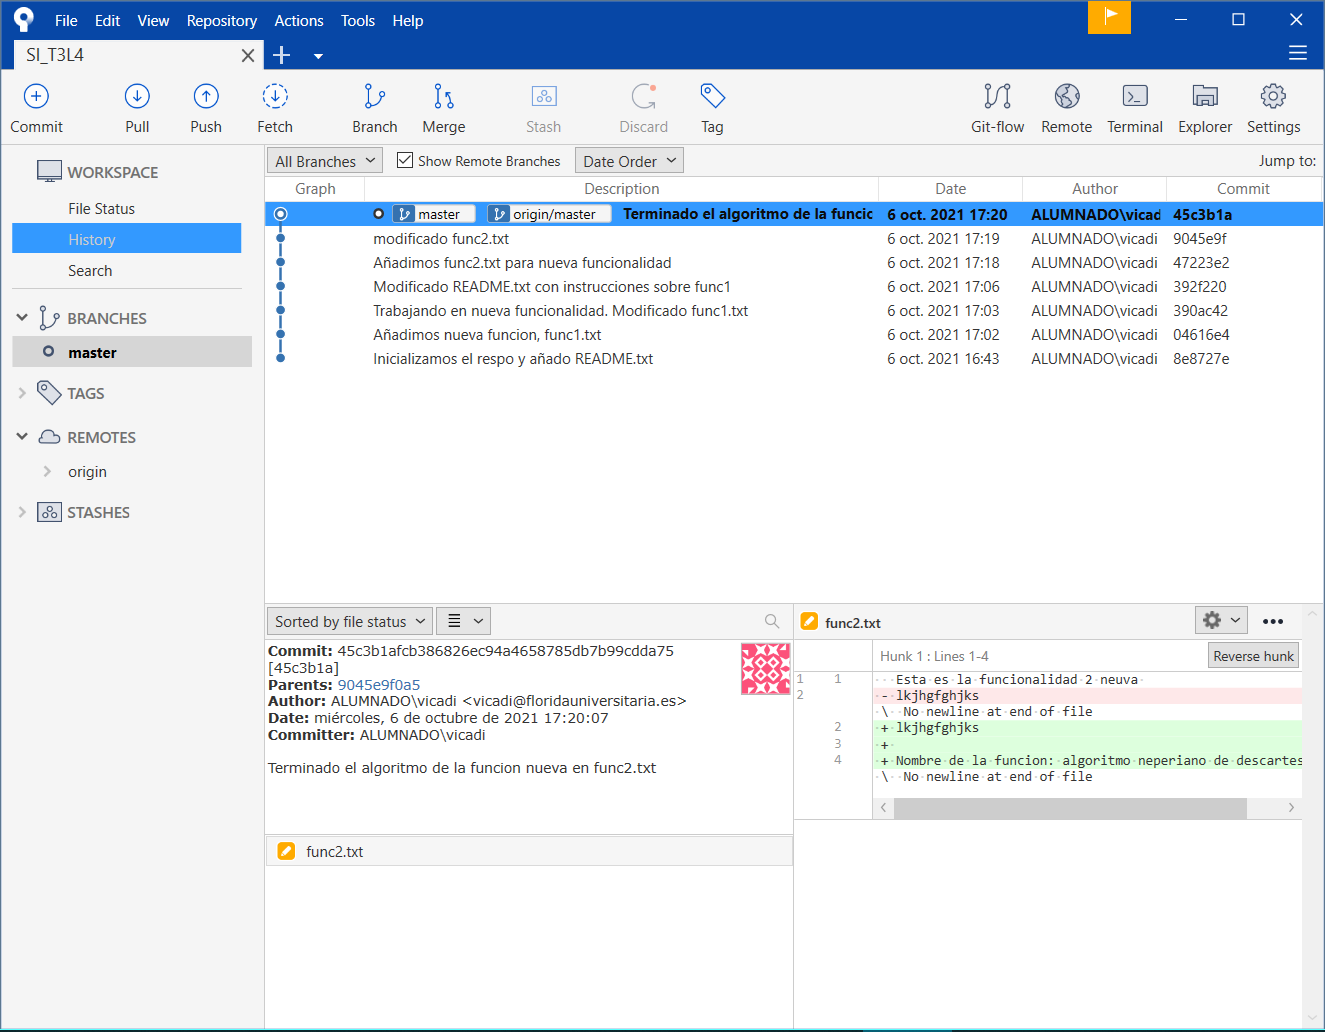 File Edit View Repository Actions Tools Help
SI_T3L4
Commit Pull Push Fetch Branch Merge Stash Discard Tag Git-flow Remote Terminal Explorer Settings
WORKSPACE
File Status
History
Search
BRANCHES
master
TAGS
REMOTES
origin
STASHES
All Branches Show Remote Branches Date Order Jump to:
Graph Description Date Author Commit
master origin/master Terminado el algoritmo de la funcic 6 oct. 2021 17:20 ALUMNADO\vicad 45c3b1a
modificado func2.txt 6 oct. 2021 17:19 ALUMNADO\vicadi 9045e9f
Añadimos func2.txt para nueva funcionalidad 6 oct. 2021 17:18 ALUMNADO\vicadi 47223e2
Modificado README.txt con instrucciones sobre func1 6 oct. 2021 17:06 ALUMNADO\vicadi 392f220
Trabajando en nueva funcionalidad. Modificado func1.txt 6 oct. 2021 17:03 ALUMNADO\vicadi 390ac42
Añadimos nueva funcion, func1.txt 6 oct. 2021 17:02 ALUMNADO\vicadi 04616e4
Inicializamos el respo y añado README.txt 6 oct. 2021 16:43 ALUMNADO\vicadi 8e8727e
Sorted by file status
Commit: 45c3b1afcb386826ec94a4658785db7b99cdda75
[45c3b1a]
Parents: 9045e9f0a5
Author: ALUMNADO\vicadi <vicadi@floridauniversitaria.es>
Date: miércoles, 6 de octubre de 2021 17:20:07
Committer: ALUMNADO\vicadi
Terminado el algoritmo de la funcion nueva en func2.txt
func2.txt
func2.txt
Hunk 1 : Lines 1-4 Reverse hunk
1 1 Esta es la funcionalidad 2 neuva
2 - lkjhgfghjks
\ No newline at end of file
2 + lkjhgfghjks
3 +
4 + Nombre de la funcion: algoritmo neperiano de descartes
\ No newline at end of file